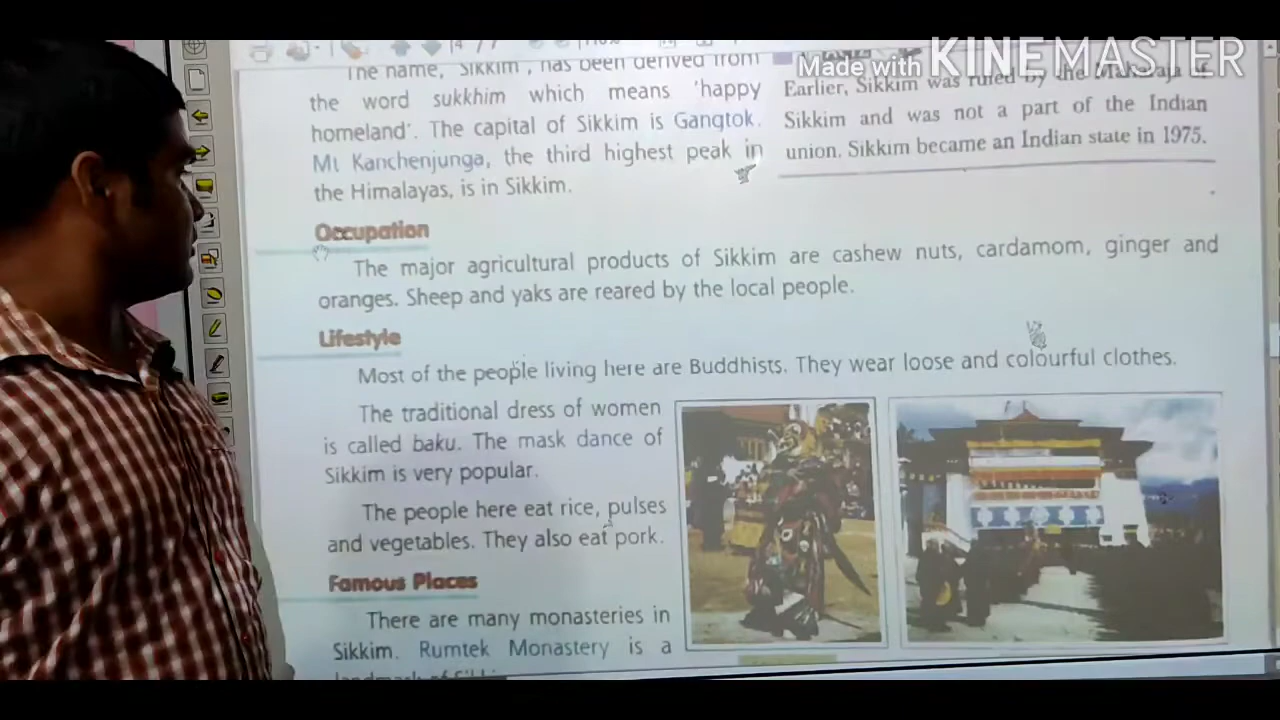 Made with KINEMASTER
The name, 'Sikkim', has been derived from
the word sukkhim which means 'happy
homeland'. The capital of Sikkim is Gangtok.
Mt Kanchenjunga, the third highest peak in
the Himalayas, is in Sikkim.
Earlier, Sikkim was ruled by the Maharaja of
Sikkim and was not a part of the Indian
union. Sikkim became an Indian state in 1975.
Occupation
The major agricultural products of Sikkim are cashew nuts, cardamom, ginger and
oranges. Sheep and yaks are reared by the local people.
Lifestyle
Most of the people living here are Buddhists. They wear loose and colourful clothes.
The traditional dress of women
is called baku. The mask dance of
Sikkim is very popular.
The people here eat rice, pulses
and vegetables. They also eat pork.
Famous Places
There are many monasteries in
Sikkim. Rumtek Monastery is a